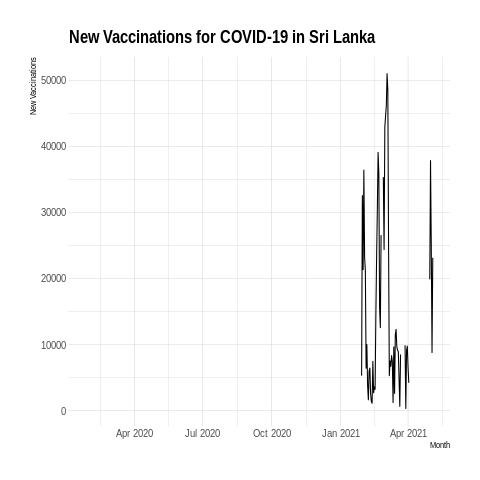 New Vaccinations for COVID-19 in Sri Lanka
New Vaccinations
50000
40000
30000
20000
10000
0
Apr 2020 Jul 2020 Oct 2020 Jan 2021 Apr 2021
Month